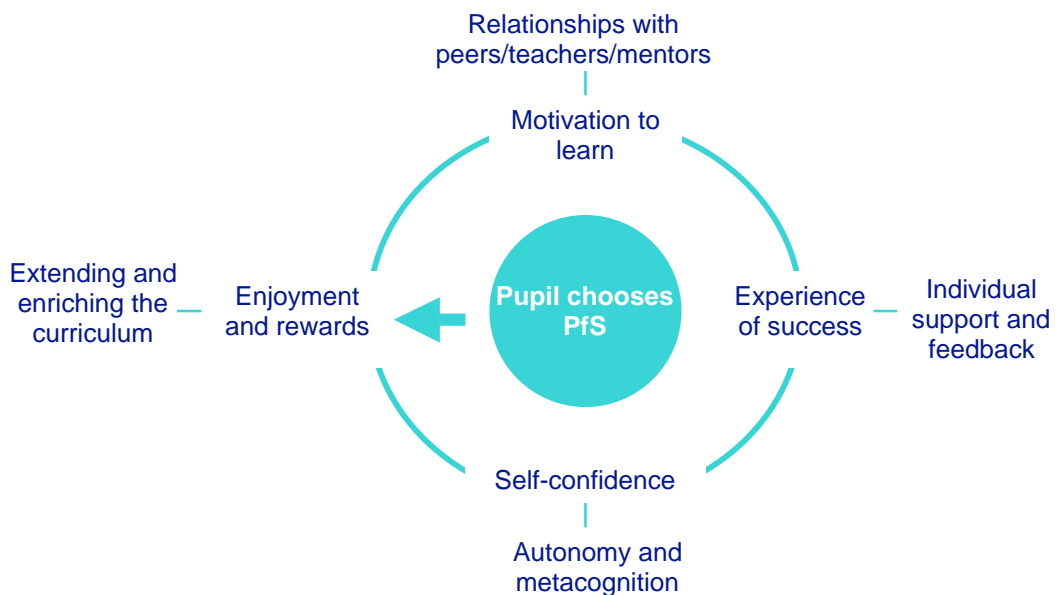 Relationships with
peers/teachers/mentors
Motivation to
learn
Extending and
enriching the
curriculum
Enjoyment
and rewards
Pupil chooses
PfS
Experience
of success
Individual
support and
feedback
Self-confidence
Autonomy and
metacognition